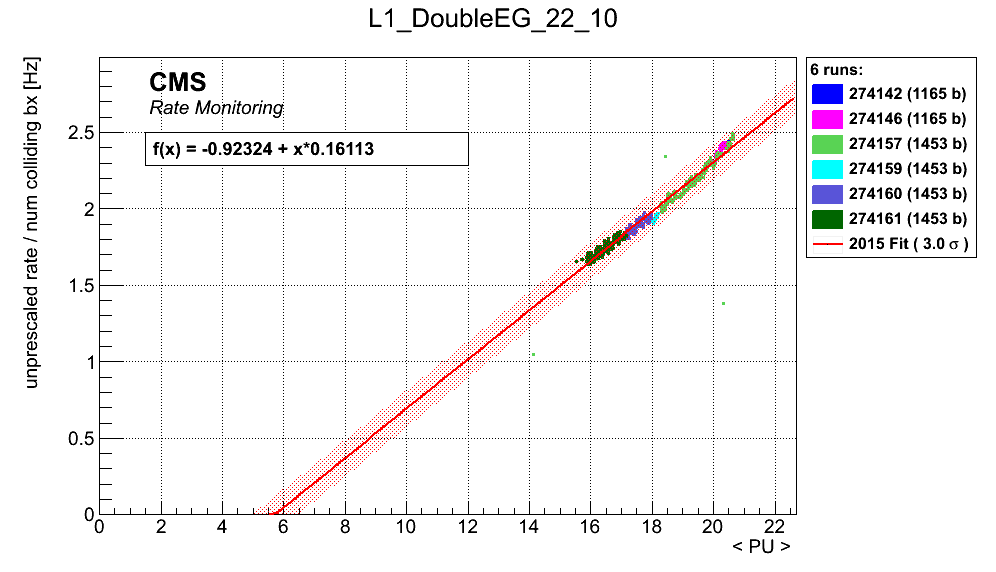 L1_DoubleEG_22_10
unprescaled rate / num colliding bx [Hz]
CMS
Rate Monitoring
f(x) = -0.92324 + x*0.16113
2.5
2
1.5
1
0.5
0
0 2 4 6 8 10 12 14 16 18 20 22
< PU >
6 runs:
274142 (1165 b)
274146 (1165 b)
274157 (1453 b)
274159 (1453 b)
274160 (1453 b)
274161 (1453 b)
2015 Fit ( 3.0 σ )